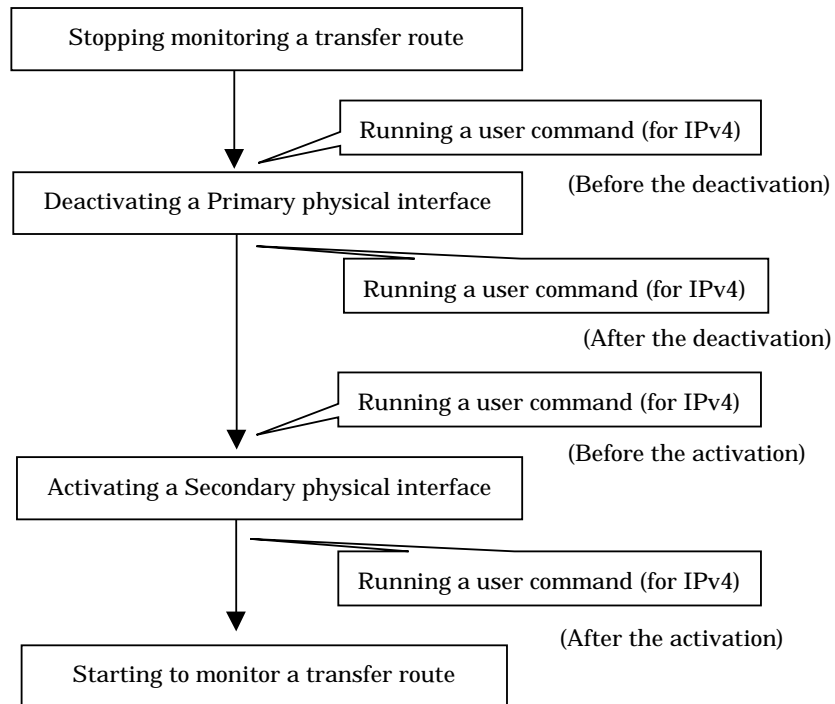 Stopping monitoring a transfer route
Running a user command (for IPv4)
(Before the deactivation)
Deactivating a Primary physical interface
Running a user command (for IPv4)
(After the deactivation)
Running a user command (for IPv4)
(Before the activation)
Activating a Secondary physical interface
Running a user command (for IPv4)
(After the activation)
Starting to monitor a transfer route